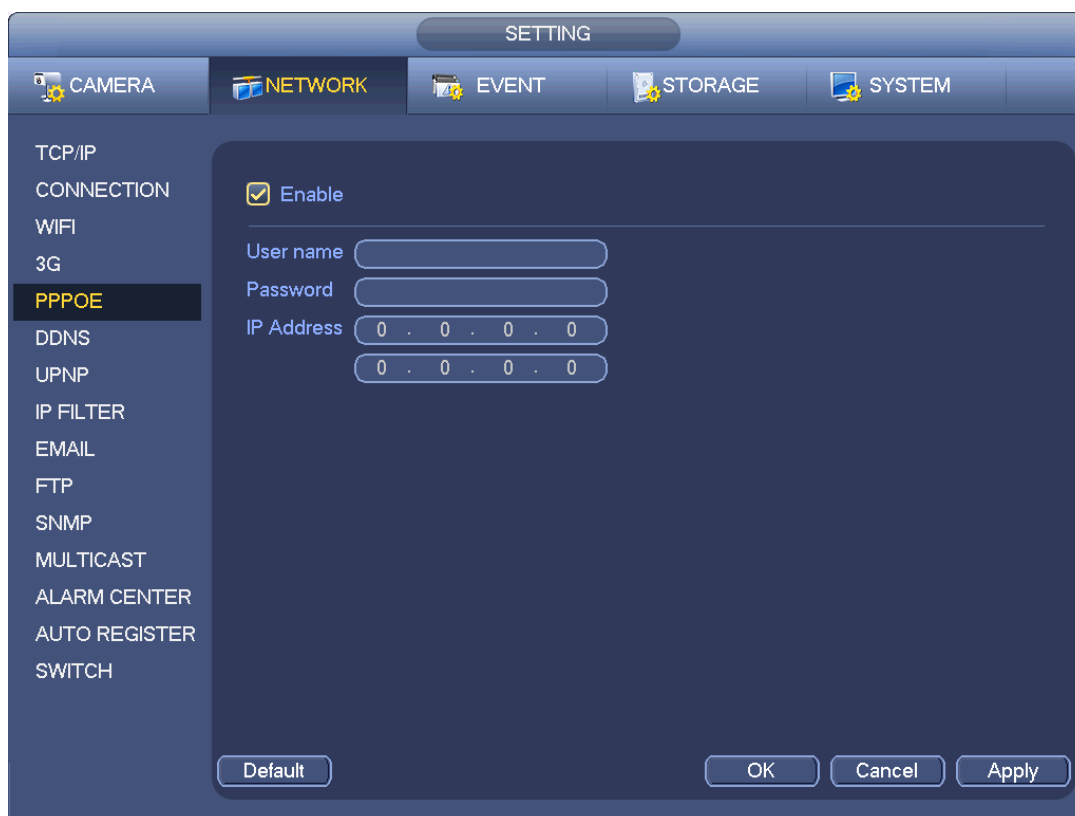 SETTING
CAMERA NETWORK EVENT STORAGE SYSTEM
TCP/IP
CONNECTION
WIFI
3G
PPPOE
DDNS
UPNP
IP FILTER
EMAIL
FTP
SNMP
MULTICAST
ALARM CENTER
AUTO REGISTER
SWITCH
Enable
User name
Password
IP Address 0 . 0 . 0 . 0
0 . 0 . 0 . 0
Default OK Cancel Apply